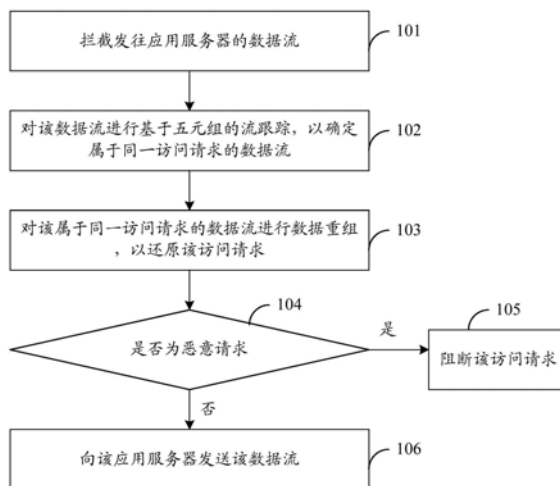 拦截发往应用服务器的数据流
101
对该数据流进行基于五元组的流跟踪，以确定
属于同一访问请求的数据流
102
对该属于同一访问请求的数据流进行数据重组
，以还原该访问请求
103
104
是否为恶意请求
是
105
阻断该访问请求
否
向该应用服务器发送该数据流
106